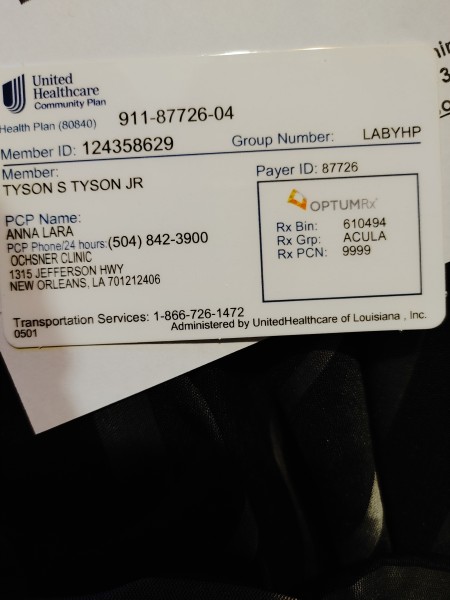 United
Healthcare
Community Plan
Health Plan (80840) 911-87726-04
Member ID: 124358629 Group Number: LABYHP
Member:
TYSON S TYSON JR
Payer ID: 87726
PCP Name:
ANNA LARA
PCP Phone/24 hours:(504) 842-3900
OCHSNER CLINIC
1315 JEFFERSON HWY
NEW ORLEANS, LA 701212406
OPTUMRx
Rx Bin: 610494
Rx Grp: ACULA
Rx PCN: 9999
Transportation Services: 1-866-726-1472
0501
Administered by UnitedHealthcare of Louisiana , Inc.